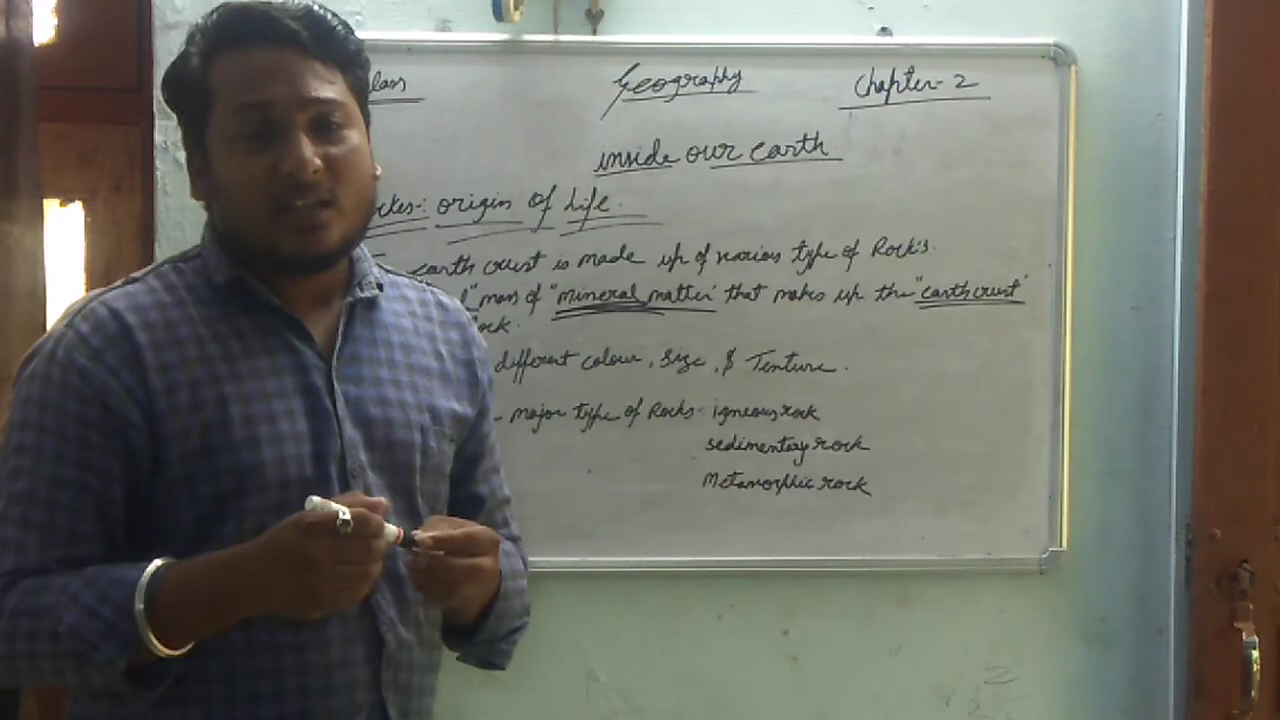 Geography
Chapter-2
inside our earth
origin of Life.
earth crust is made up of various type of Rock's.
mass of "mineral matter" that makes up the "earth crust"
different colour, Size, & Texture.
- major type of Rocks- igneous rock
sedimentry rock
Metamorphic rock